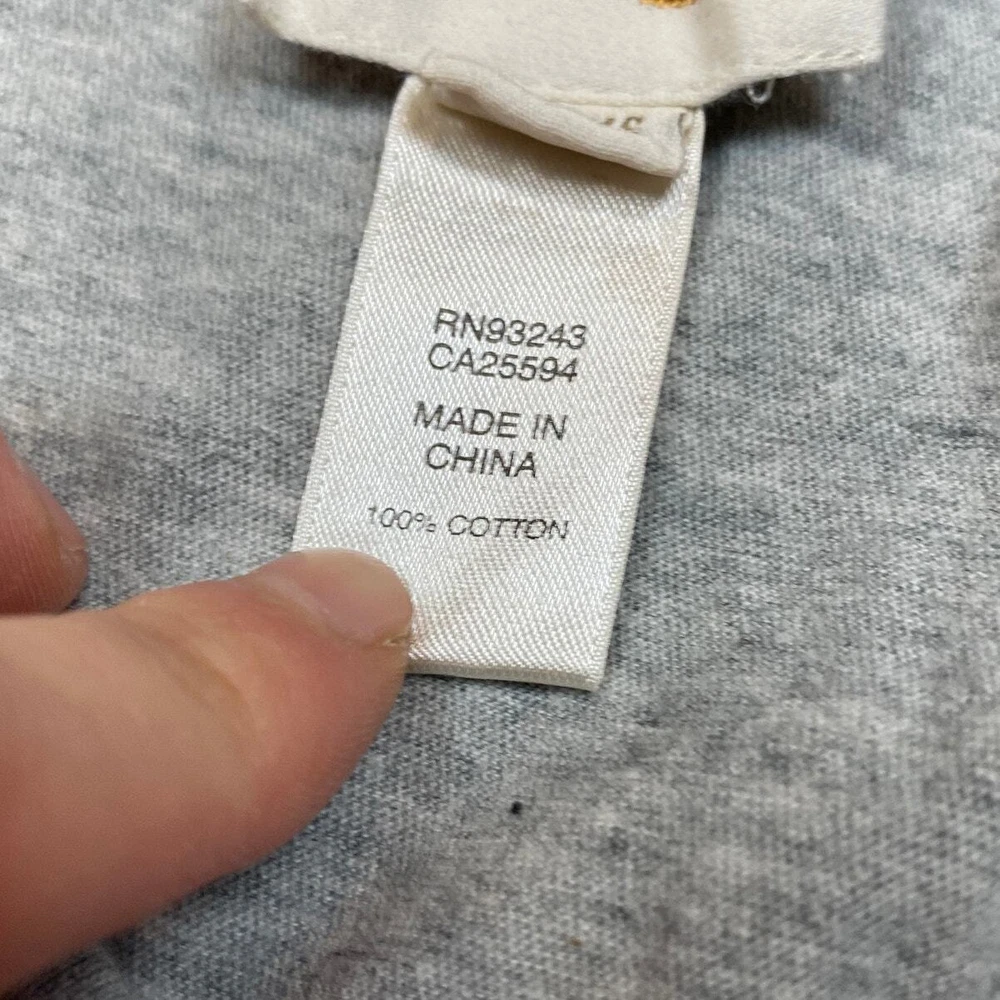 RN93243
CA25594
MADE IN
CHINA
100% COTTON